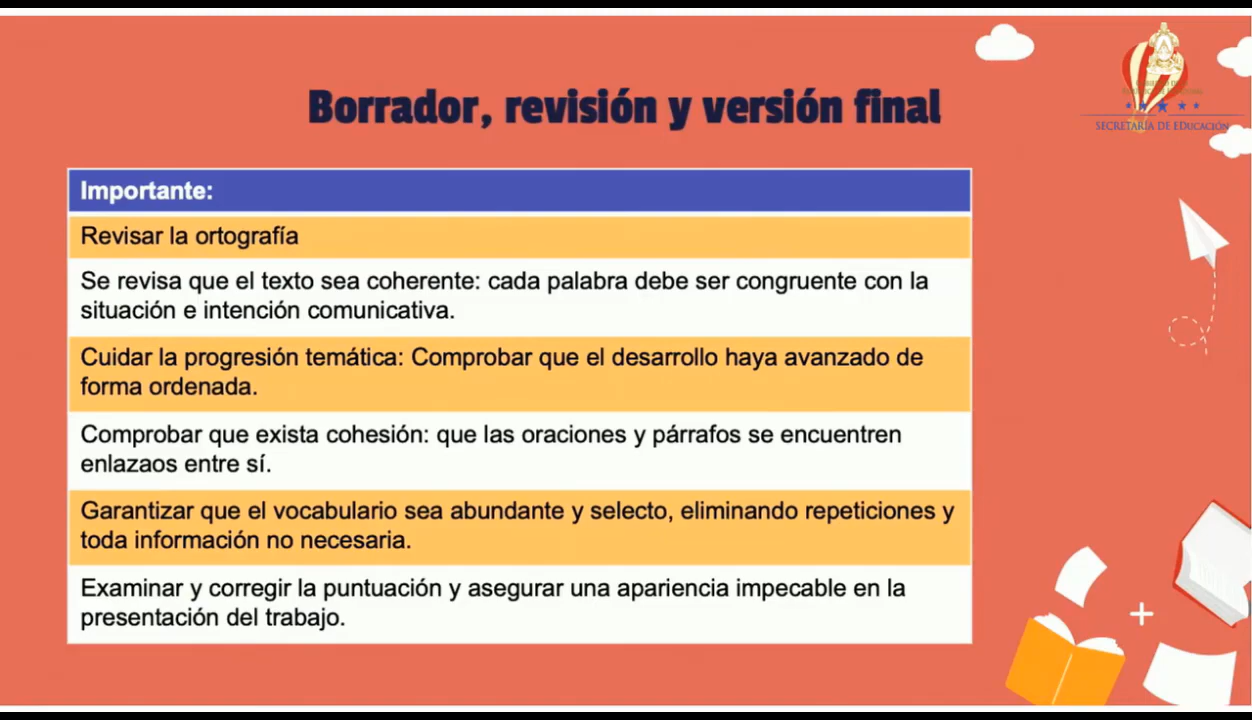 Borrador, revisión y versión final
SECRETARÍA DE EDUCACIÓN
Importante:
Revisar la ortografía
Se revisa que el texto sea coherente: cada palabra debe ser congruente con la
situación e intención comunicativa.
Cuidar la progresión temática: Comprobar que el desarrollo haya avanzado de
forma ordenada.
Comprobar que exista cohesión: que las oraciones y párrafos se encuentren
enlazaos entre sí.
Garantizar que el vocabulario sea abundante y selecto, eliminando repeticiones y
toda información no necesaria.
Examinar y corregir la puntuación y asegurar una apariencia impecable en la
presentación del trabajo.